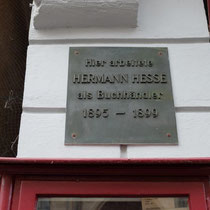 Hier arbeitete
HERMANN HESSE
als Buchhändler
1895 – 1899